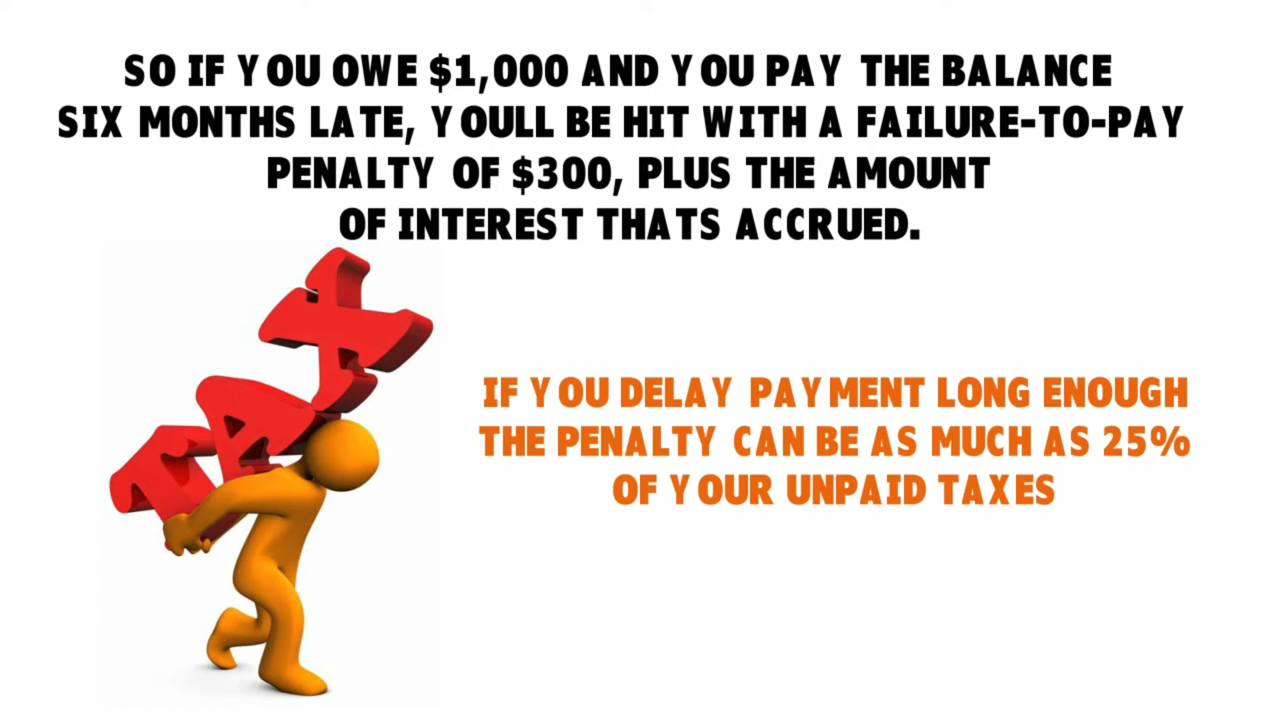 SO IF YOU OWE $1,000 AND YOU PAY THE BALANCE
SIX MONTHS LATE, YOULL BE HIT WITH A FAILURE-TO-PAY
PENALTY OF $300, PLUS THE AMOUNT
OF INTEREST THATS ACCRUED.
TAX
IF YOU DELAY PAYMENT LONG ENOUGH
THE PENALTY CAN BE AS MUCH AS 25%
OF YOUR UNPAID TAXES